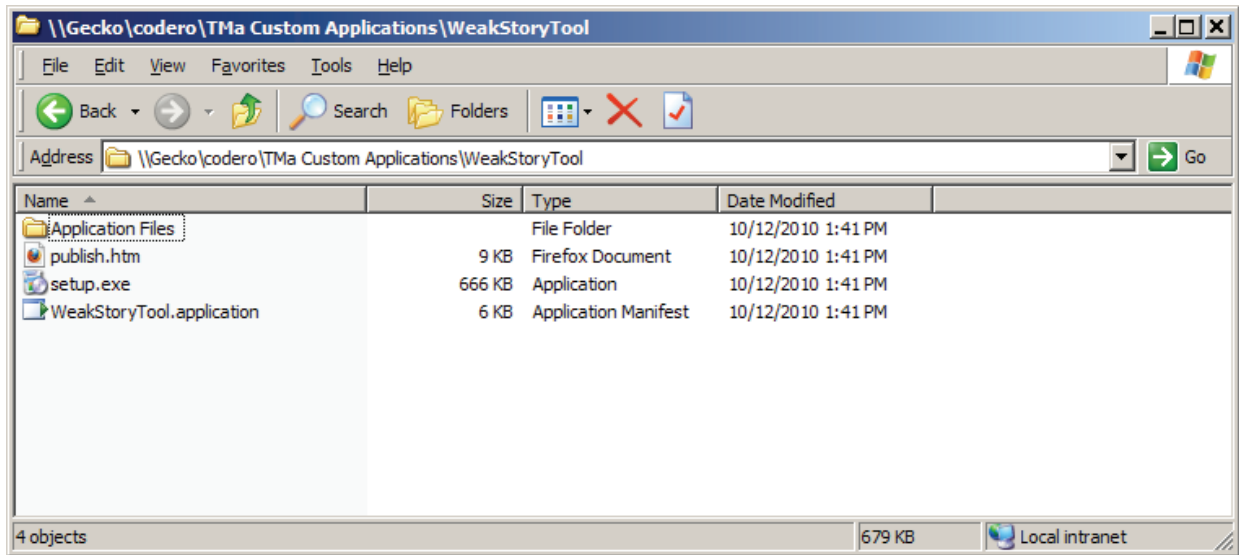 \\Gecko\codero\TMa Custom Applications\WeakStoryTool
File Edit View Favorites Tools Help
Back Search Folders
Address \\Gecko\codero\TMa Custom Applications\WeakStoryTool Go
Name Size Type Date Modified
Application Files File Folder 10/12/2010 1:41 PM
publish.htm 9 KB Firefox Document 10/12/2010 1:41 PM
setup.exe 666 KB Application 10/12/2010 1:41 PM
WeakStoryTool.application 6 KB Application Manifest 10/12/2010 1:41 PM
4 objects 679 KB Local intranet